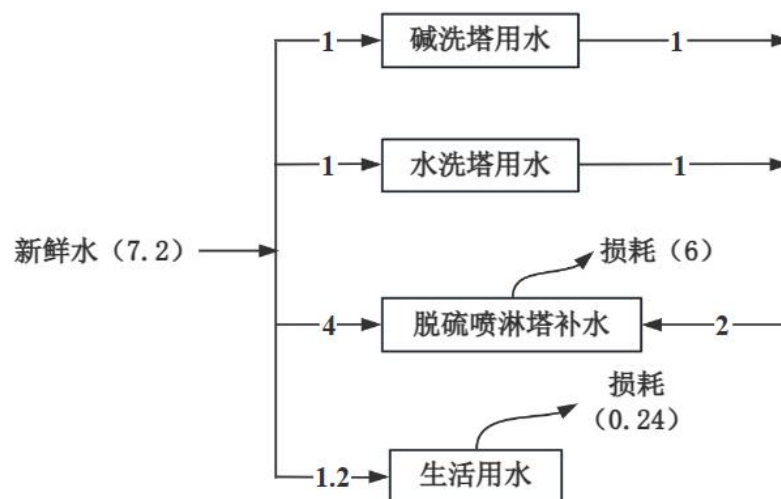 1
碱洗塔用水
1
1
水洗塔用水
1
新鲜水（7.2）
损耗（6）
4
脱硫喷淋塔补水
2
损耗
（0.24）
1.2
生活用水